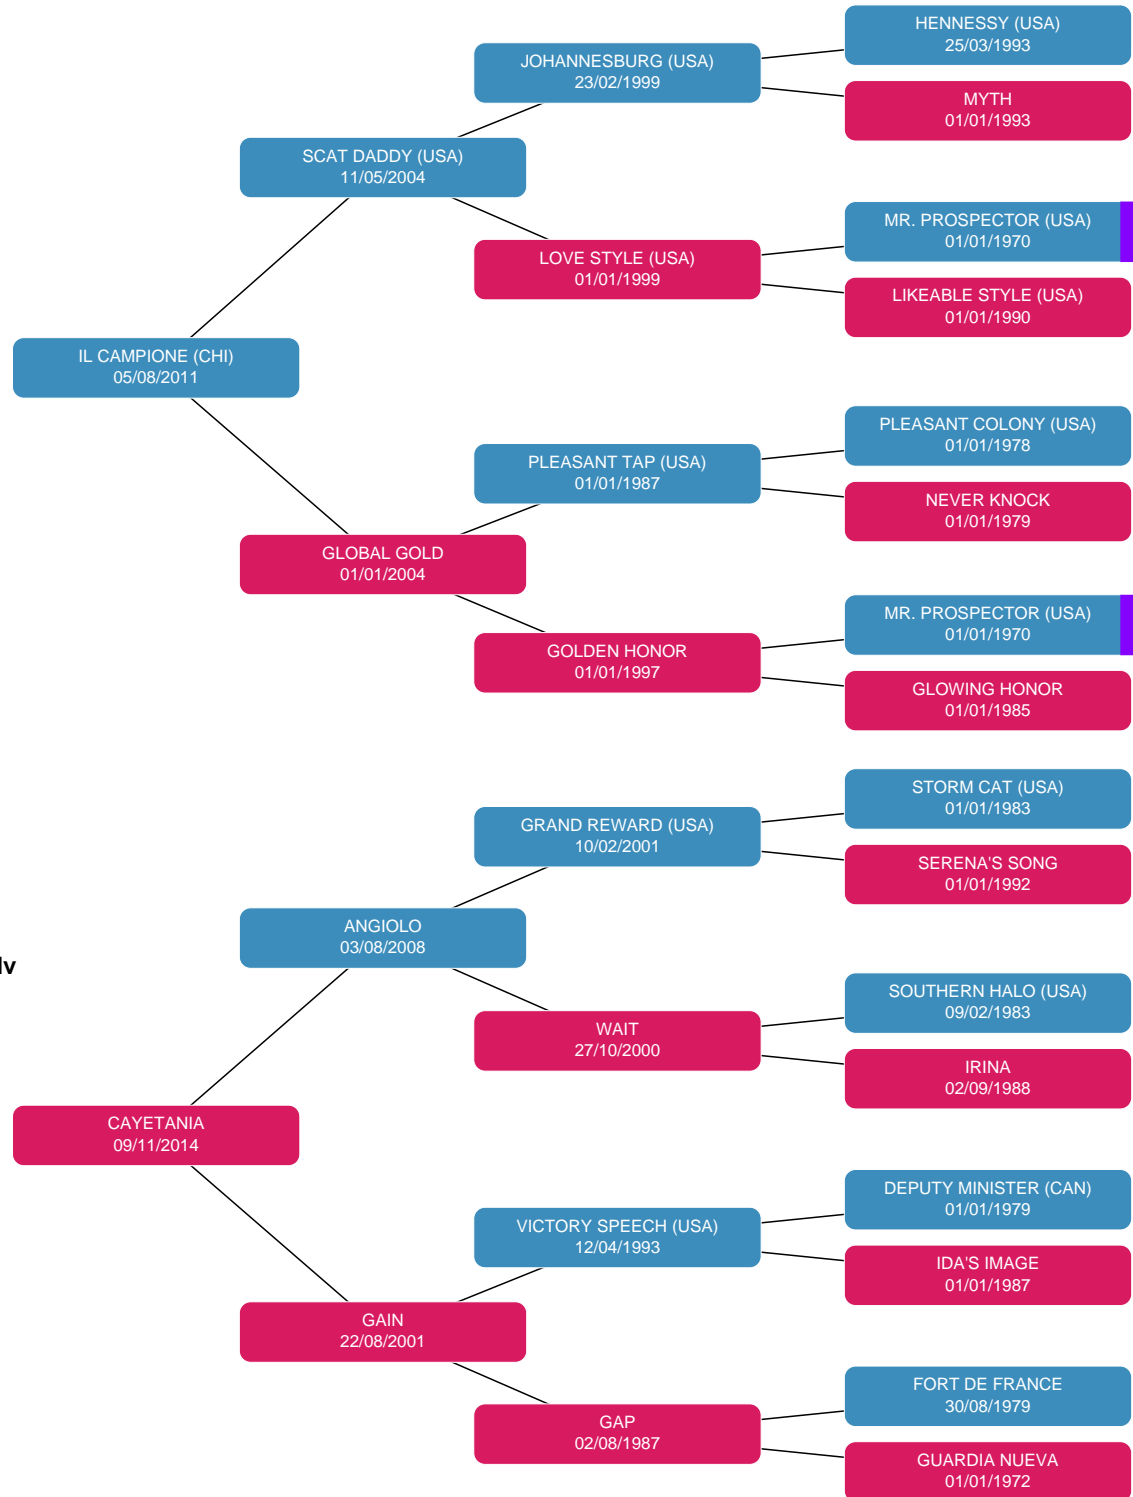 HENNESSY (USA)
25/03/1993
JOHANNESBURG (USA)
23/02/1999
MYTH
01/01/1993
SCAT DADDY (USA)
11/05/2004
MR. PROSPECTOR (USA)
01/01/1970
LOVE STYLE (USA)
01/01/1999
LIKEABLE STYLE (USA)
01/01/1990
IL CAMPIONE (CHI)
05/08/2011
PLEASANT COLONY (USA)
01/01/1978
PLEASANT TAP (USA)
01/01/1987
NEVER KNOCK
01/01/1979
GLOBAL GOLD
01/01/2004
MR. PROSPECTOR (USA)
01/01/1970
GOLDEN HONOR
01/01/1997
GLOWING HONOR
01/01/1985
STORM CAT (USA)
01/01/1983
GRAND REWARD (USA)
10/02/2001
SERENA'S SONG
01/01/1992
ANGIOLO
03/08/2008
SOUTHERN HALO (USA)
09/02/1983
WAIT
27/10/2000
IRINA
02/09/1988
CAYETANIA
09/11/2014
DEPUTY MINISTER (CAN)
01/01/1979
VICTORY SPEECH (USA)
12/04/1993
IDA'S IMAGE
01/01/1987
GAIN
22/08/2001
FORT DE FRANCE
30/08/1979
GAP
02/08/1987
GUARDIA NUEVA
01/01/1972